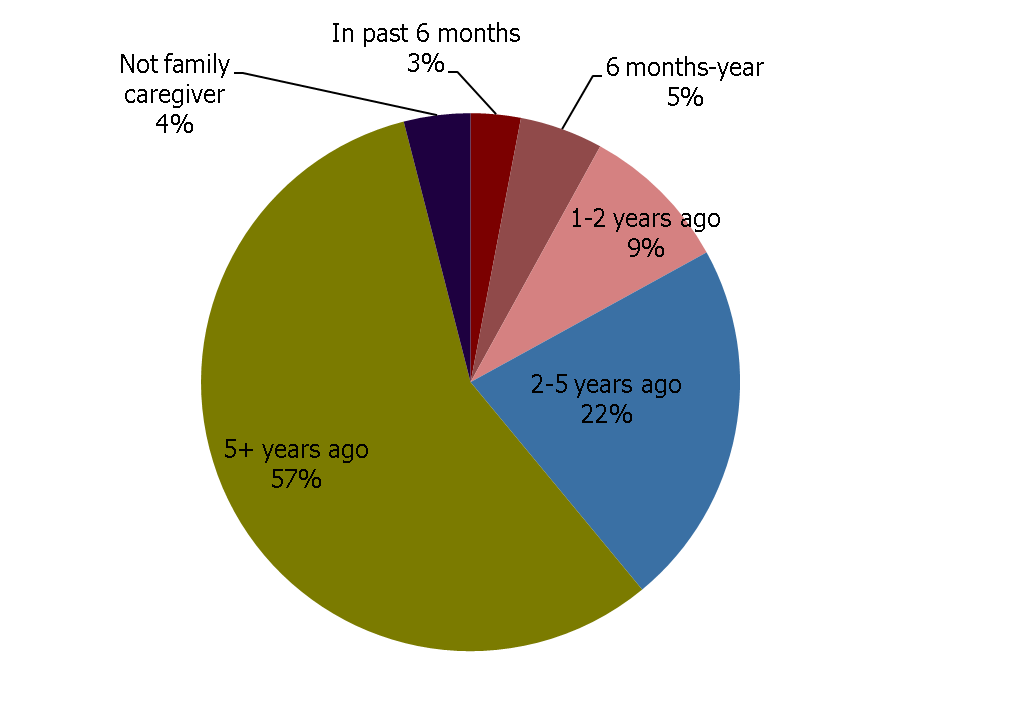 In past 6 months
3%
6 months-year
5%
1-2 years ago
9%
2-5 years ago
22%
5+ years ago
57%
Not family
caregiver
4%